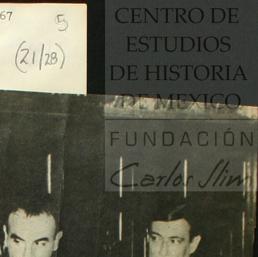 67
5
(21/28)
CENTRO DE
ESTUDIOS
DE HISTORIA
DE MEXICO
FUNDACIÓN
Carlos Slim